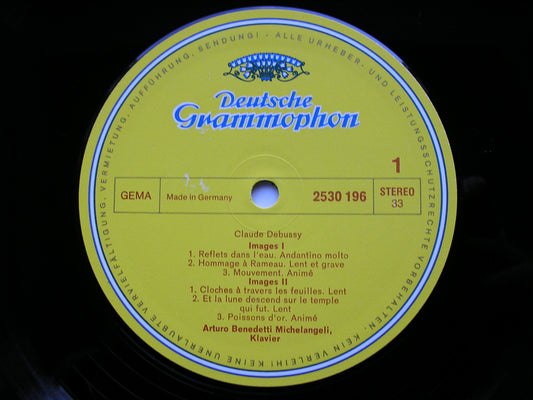 ALLE URHEBER- UND LEISTUNGSSCHUTZRECHTE VORBEHALTEN. KEIN VERLEIH! KEINE UNERLAUBTE VERVIELFÄLTIGUNG, VERMIETUNG, AUFFÜHRUNG, SENDUNG! -
Deutsche
Grammophon
1
GEMA
Made in Germany
2530 196
STEREO
33
Claude Debussy
Images I
1. Reflets dans l'eau. Andantino molto
2. Hommage à Rameau. Lent et grave
3. Mouvement. Animé
Images II
1. Cloches à travers les feuilles. Lent
2. Et la lune descend sur le temple
qui fut. Lent
3. Poissons d'or. Animé
Arturo Benedetti Michelangeli,
Klavier